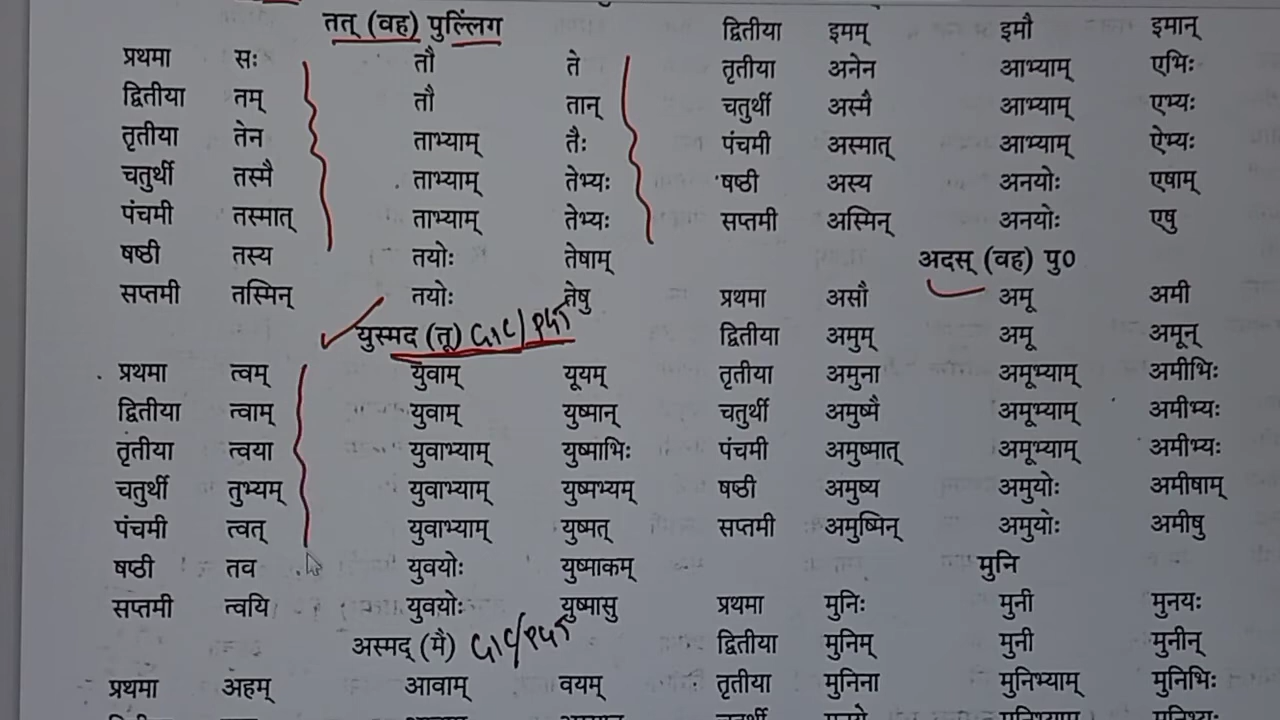 तत् (वह) पुल्लिंग
प्रथमा सः तौ ते
द्वितीया तम् तौ तान्
तृतीया तेन ताभ्याम् तैः
चतुर्थी तस्मै ताभ्याम् तेभ्यः
पंचमी तस्मात् ताभ्याम् तेभ्यः
षष्ठी तस्य तयोः तेषाम्
सप्तमी तस्मिन् तयोः तेषु
युस्मद (तू) GIC/PGT
प्रथमा त्वम् युवाम् यूयम्
द्वितीया त्वाम् युवाम् युष्मान्
तृतीया त्वया युवाभ्याम् युष्माभिः
चतुर्थी तुभ्यम् युवाभ्याम् युष्मभ्यम्
पंचमी त्वत् युवाभ्याम् युष्मत्
षष्ठी तव युवयोः युष्माकम्
सप्तमी त्वयि युवयोः युष्मासु
अस्मद् (मै) GIC/PGT
प्रथमा अहम् आवाम् वयम्
द्वितीया इमम् इमौ इमान्
तृतीया अनेन आभ्याम् एभिः
चतुर्थी अस्मै आभ्याम् एभ्यः
पंचमी अस्मात् आभ्याम् ऐभ्यः
षष्ठी अस्य अनयोः एषाम्
सप्तमी अस्मिन् अनयोः एषु
अदस् (वह) पु०
प्रथमा असौ अमू अमी
द्वितीया अमुम् अमू अमून्
तृतीया अमुना अमूभ्याम् अमीभिः
चतुर्थी अमुष्मै अमूभ्याम् अमीभ्यः
पंचमी अमुष्मात् अमूभ्याम् अमीभ्यः
षष्ठी अमुष्य अमुयोः अमीषाम्
सप्तमी अमुष्मिन् अमुयोः अमीषु
मुनि
प्रथमा मुनिः मुनी मुनयः
द्वितीया मुनिम् मुनी मुनीन्
तृतीया मुनिना मुनिभ्याम् मुनिभिः